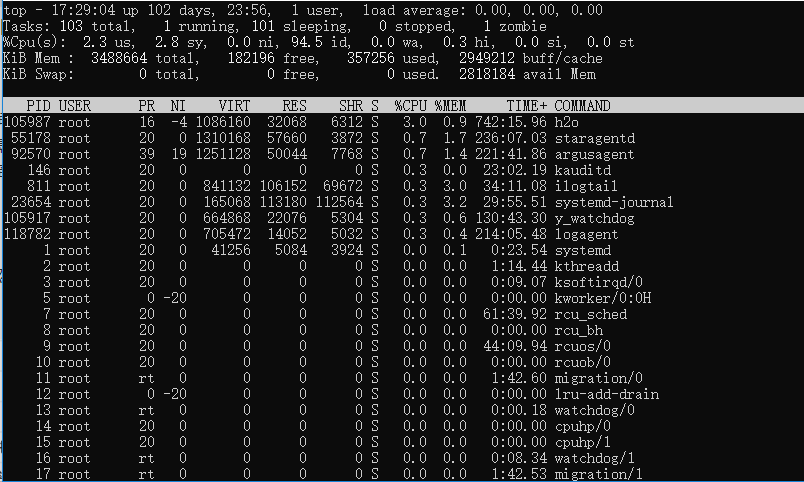 top - 17:29:04 up 102 days, 23:56,  1 user,  load average: 0.00, 0.00, 0.00
Tasks: 103 total,   1 running, 101 sleeping,   0 stopped,   1 zombie
%Cpu(s):  2.3 us,  2.8 sy,  0.0 ni, 94.5 id,  0.0 wa,  0.3 hi,  0.0 si,  0.0 st
KiB Mem :  3488664 total,   182196 free,   357256 used,  2949212 buff/cache
KiB Swap:        0 total,        0 free,        0 used.  2818184 avail Mem
PID USER      PR  NI    VIRT    RES    SHR S  %CPU %MEM     TIME+ COMMAND
105987 root      16  -4 1086160  32068   6312 S   3.0  0.9 742:15.96 h2o
55178 root      20   0 1310168  57660   3872 S   0.7  1.7 236:07.03 staragentd
92570 root      39  19 1251128  50044   7768 S   0.7  1.4 221:41.86 argusagent
146 root      20   0       0      0      0 S   0.3  0.0  23:02.19 kauditd
811 root      20   0  841132 106152  69672 S   0.3  3.0  34:11.08 ilogtail
23654 root      20   0  165068 113180 112564 S   0.3  3.2  29:55.51 systemd-journal
105917 root      20   0  664868  22076   5304 S   0.3  0.6 130:43.30 y_watchdog
118782 root      20   0  705472  14052   5032 S   0.3  0.4 214:05.48 logagent
1 root      20   0   41256   5084   3924 S   0.0  0.1   0:23.54 systemd
2 root      20   0       0      0      0 S   0.0  0.0   1:14.44 kthreadd
3 root      20   0       0      0      0 S   0.0  0.0   0:09.07 ksoftirqd/0
5 root       0 -20       0      0      0 S   0.0  0.0   0:00.00 kworker/0:0H
7 root      20   0       0      0      0 S   0.0  0.0  61:39.92 rcu_sched
8 root      20   0       0      0      0 S   0.0  0.0   0:00.00 rcu_bh
9 root      20   0       0      0      0 S   0.0  0.0  44:09.94 rcuos/0
10 root      20   0       0      0      0 S   0.0  0.0   0:00.00 rcuob/0
11 root      rt   0       0      0      0 S   0.0  0.0   1:42.60 migration/0
12 root       0 -20       0      0      0 S   0.0  0.0   0:00.00 lru-add-drain
13 root      rt   0       0      0      0 S   0.0  0.0   0:00.18 watchdog/0
14 root      20   0       0      0      0 S   0.0  0.0   0:00.00 cpuhp/0
15 root      20   0       0      0      0 S   0.0  0.0   0:00.00 cpuhp/1
16 root      rt   0       0      0      0 S   0.0  0.0   0:08.34 watchdog/1
17 root      rt   0       0      0      0 S   0.0  0.0   1:42.53 migration/1